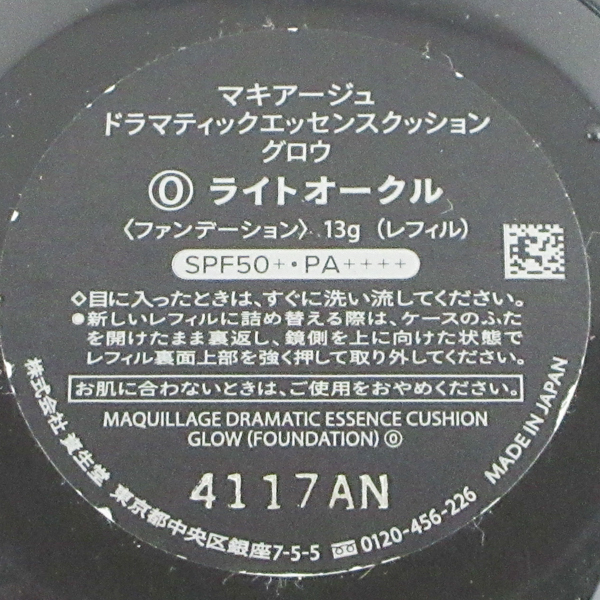 マキアージュ
ドラマティックエッセンスクッション
グロウ
⓪ ライトオークル
〈ファンデーション〉 13g (レフィル)
SPF50+・PA++++
◇目に入ったときは、すぐに洗い流してください。
●新しいレフィルに詰め替える際は、ケースのふた
を開けたまま裏返し、鏡側を上に向けた状態で
レフィル裏面上部を強く押して取り外してください。
お肌に合わないときは、ご使用をおやめください。
MAQUILLAGE DRAMATIC ESSENCE CUSHION
GLOW (FOUNDATION) ⓪
4117AN
株式会社 資生堂 東京都中央区銀座7-5-5 0120-456-226 MADE IN JAPAN